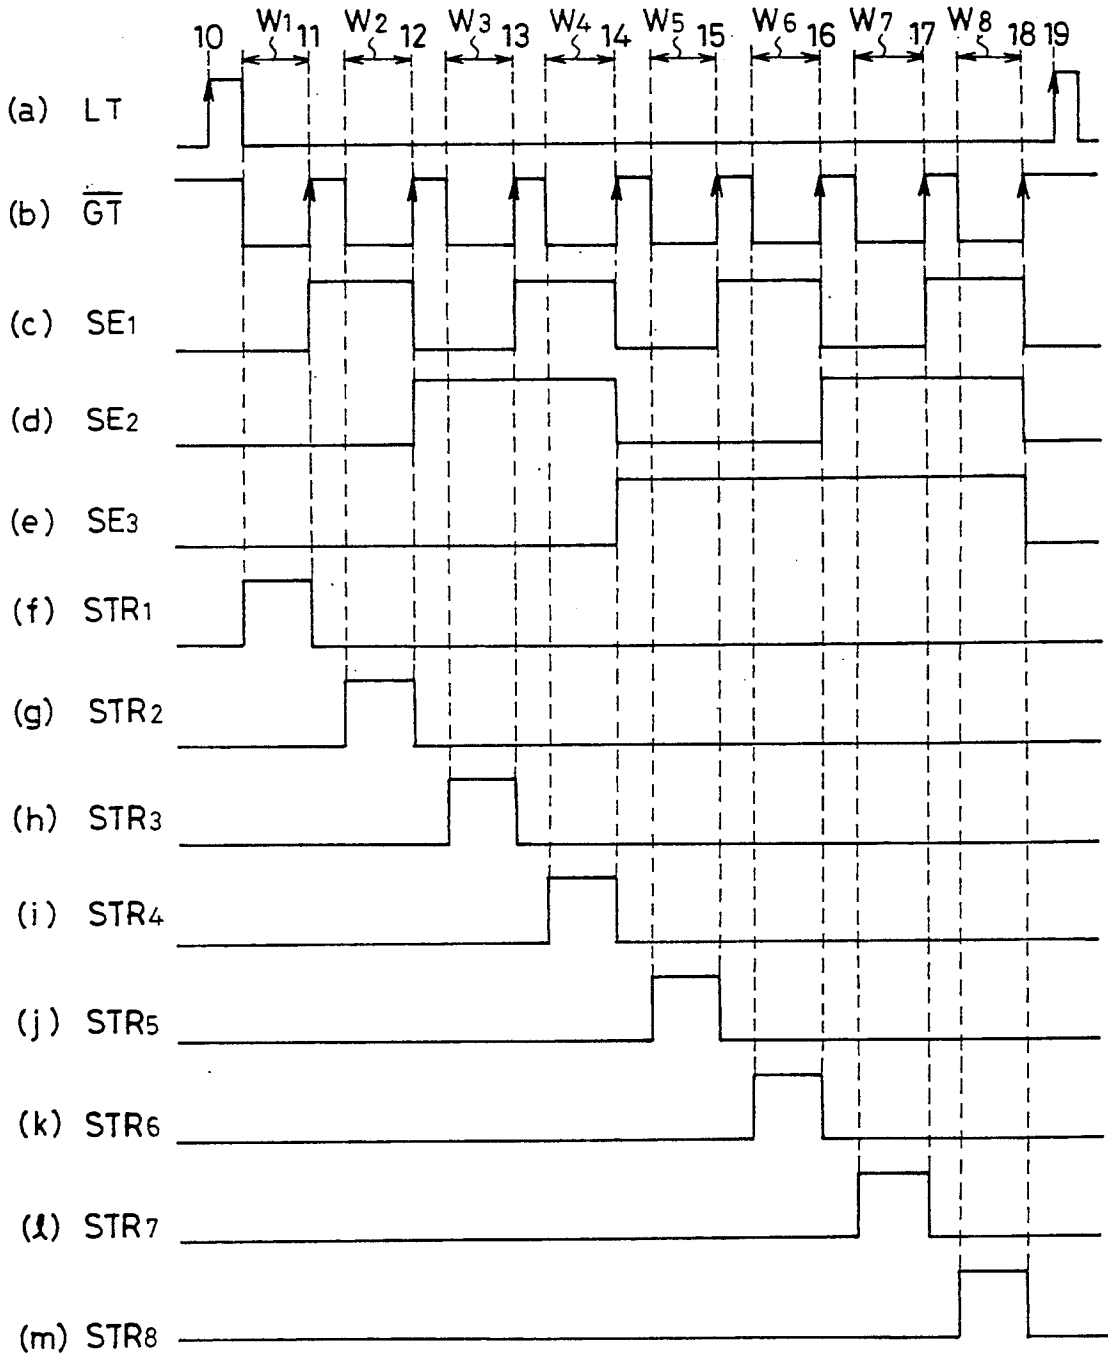 10 W1 11 W2 12 W3 13 W4 14 W5 15 W6 16 W7 17 W8 18 19
(a) LT
(b) G̅T̅
(c) SE1
(d) SE2
(e) SE3
(f) STR1
(g) STR2
(h) STR3
(i) STR4
(j) STR5
(k) STR6
(l) STR7
(m) STR8